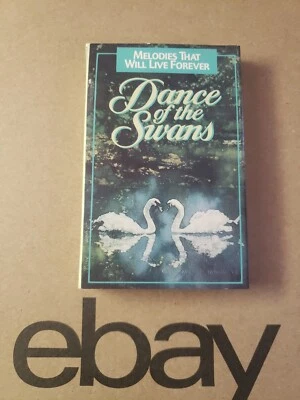 MELODIES THAT
WILL LIVE FOREVER
Dance
of the
Swans
ebay